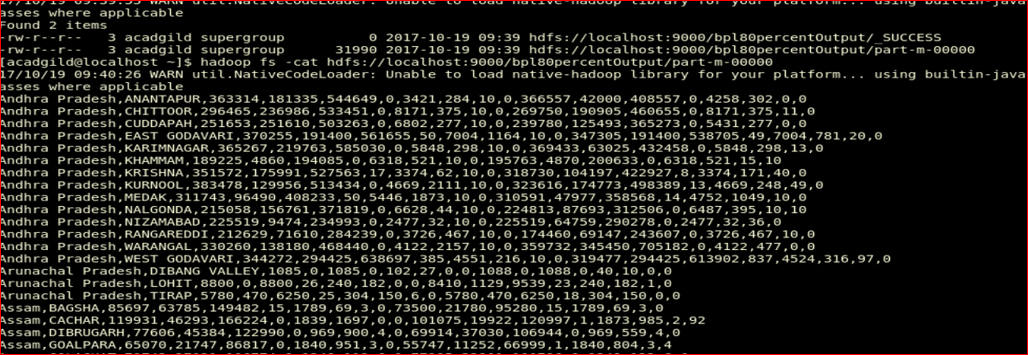 17/10/19 09:39:55 WARN util.NativeCodeLoader: Unable to load native-hadoop library for your platform... using builtin-java
asses where applicable
Found 2 items
-rw-r--r--   3 acadgild supergroup          0 2017-10-19 09:39 hdfs://localhost:9000/bpl80percentOutput/_SUCCESS
-rw-r--r--   3 acadgild supergroup      31990 2017-10-19 09:39 hdfs://localhost:9000/bpl80percentOutput/part-m-00000
[acadgild@localhost ~]$ hadoop fs -cat hdfs://localhost:9000/bpl80percentOutput/part-m-00000
17/10/19 09:40:26 WARN util.NativeCodeLoader: Unable to load native-hadoop library for your platform... using builtin-java
asses where applicable
Andhra Pradesh,ANANTAPUR,363314,181335,544649,0,3421,284,10,0,366557,42000,408557,0,4258,302,0,0
Andhra Pradesh,CHITTOOR,296465,236986,533451,0,8171,375,10,0,269750,190905,460655,0,8171,375,11,0
Andhra Pradesh,CUDDAPAH,251653,251610,503263,0,6802,277,10,0,239780,125493,365273,0,5431,277,0,0
Andhra Pradesh,EAST GODAVARI,370255,191400,561655,50,7004,1164,10,0,347305,191400,538705,49,7004,781,20,0
Andhra Pradesh,KARIMNAGAR,365267,219763,585030,0,5848,298,10,0,369433,63025,432458,0,5848,298,13,0
Andhra Pradesh,KHAMMAM,189225,4860,194085,0,6318,521,10,0,195763,4870,200633,0,6318,521,15,10
Andhra Pradesh,KRISHNA,351572,175991,527563,17,3374,62,10,0,318730,104197,422927,8,3374,171,40,0
Andhra Pradesh,KURNOOL,383478,129956,513434,0,4669,2111,10,0,323616,174773,498389,13,4669,248,49,0
Andhra Pradesh,MEDAK,311743,96490,408233,50,5446,1873,10,0,310591,47977,358568,14,4752,1049,10,0
Andhra Pradesh,NALGONDA,215058,156761,371819,0,6628,44,10,0,224813,87693,312506,0,6487,395,10,10
Andhra Pradesh,NIZAMABAD,225519,9474,234993,0,2477,32,10,0,225519,64759,290278,0,2477,32,36,0
Andhra Pradesh,RANGAREDDI,212629,71610,284239,0,3726,467,10,0,174460,69147,243607,0,3726,467,10,0
Andhra Pradesh,WARANGAL,330260,138180,468440,0,4122,2157,10,0,359732,345450,705182,0,4122,477,0,0
Andhra Pradesh,WEST GODAVARI,344272,294425,638697,385,4551,216,10,0,319477,294425,613902,837,4524,316,97,0
Arunachal Pradesh,DIBANG VALLEY,1085,0,1085,0,102,27,0,0,1088,0,1088,0,40,10,0,0
Arunachal Pradesh,LOHIT,8800,0,8800,26,240,182,0,0,8410,1129,9539,23,240,182,1,0
Arunachal Pradesh,TIRAP,5780,470,6250,25,304,150,6,0,5780,470,6250,18,304,150,0,0
Assam,BAGSHA,85697,63785,149482,15,1789,69,3,0,73500,21780,95280,15,1789,69,3,0
Assam,CACHAR,119931,46293,166224,0,1839,1697,0,0,101075,19922,120997,1,1873,985,2,92
Assam,DIBRUGARH,77606,45384,122990,0,969,909,4,0,69914,37030,106944,0,969,559,4,0
Assam,GOALPARA,65070,21747,86817,0,1840,951,3,0,55747,11252,66999,1,1840,804,3,4